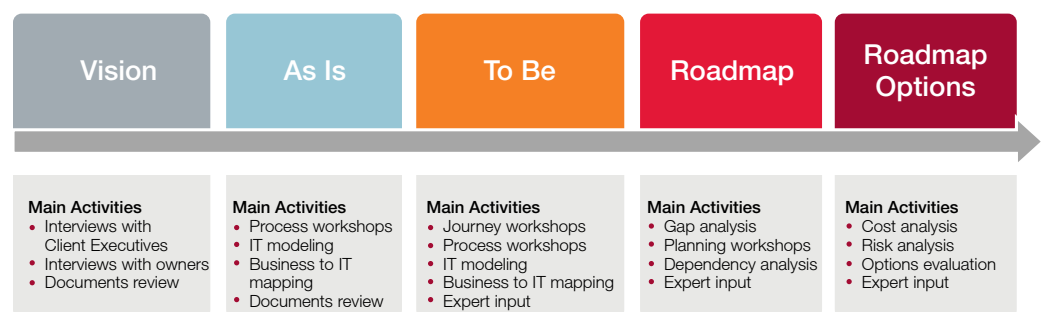 Vision
As Is
To Be
Roadmap
Roadmap
Options
Main Activities
• Interviews with
Client Executives
• Interviews with owners
• Documents review
Main Activities
• Process workshops
• IT modeling
• Business to IT
mapping
• Documents review
Main Activities
• Journey workshops
• Process workshops
• IT modeling
• Business to IT mapping
• Expert input
Main Activities
• Gap analysis
• Planning workshops
• Dependency analysis
• Expert input
Main Activities
• Cost analysis
• Risk analysis
• Options evaluation
• Expert input